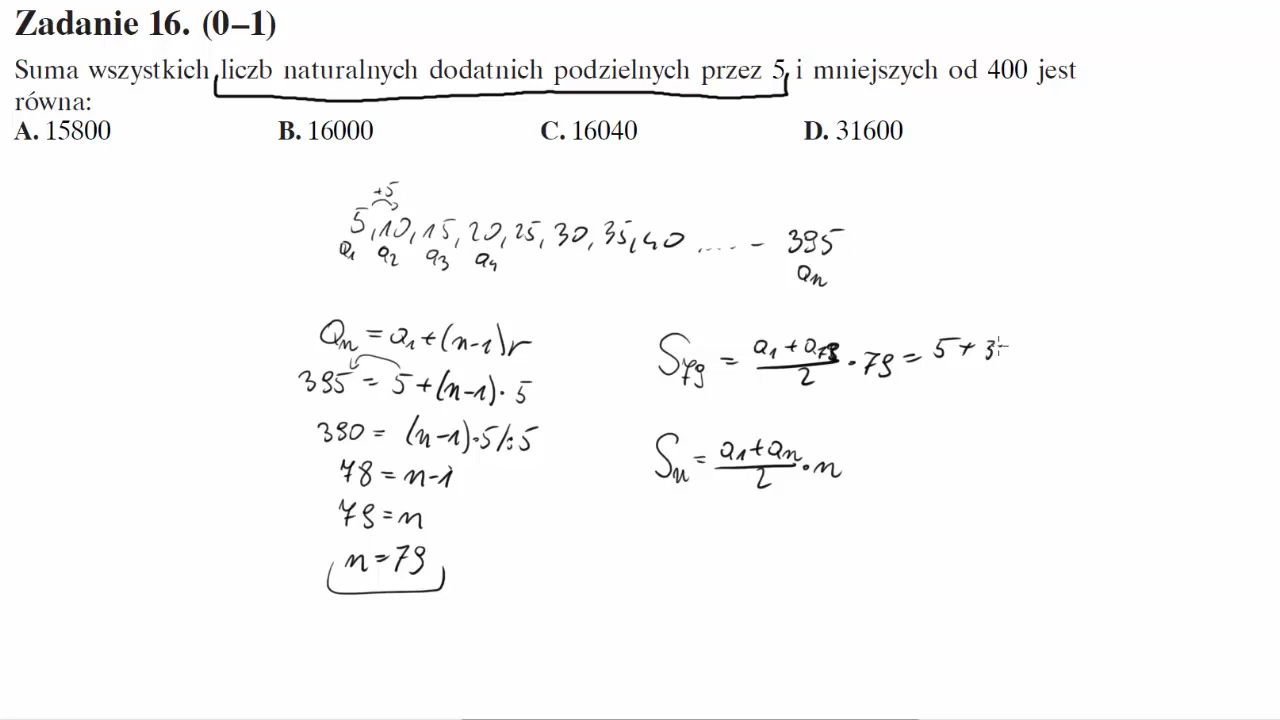 Zadanie 16. (0–1)
Suma wszystkich liczb naturalnych dodatnich podzielnych przez 5 i mniejszych od 400 jest
równa:
A. 15800 B. 16000 C. 16040 D. 31600
+5
5, 10, 15, 20, 25, 30, 35, 40 ..... - 395
a₁ a₂ a₃ a₄ aₙ
aₙ = a₁ + (n-1)r
395 = 5 + (n-1)·5
390 = (n-1)·5 /:5
78 = n-1
79 = n
n = 79
S₇₉ = (a₁ + a₇₉)/2 · 79 = 5 + 3
Sₙ = (a₁ + aₙ)/2 · n